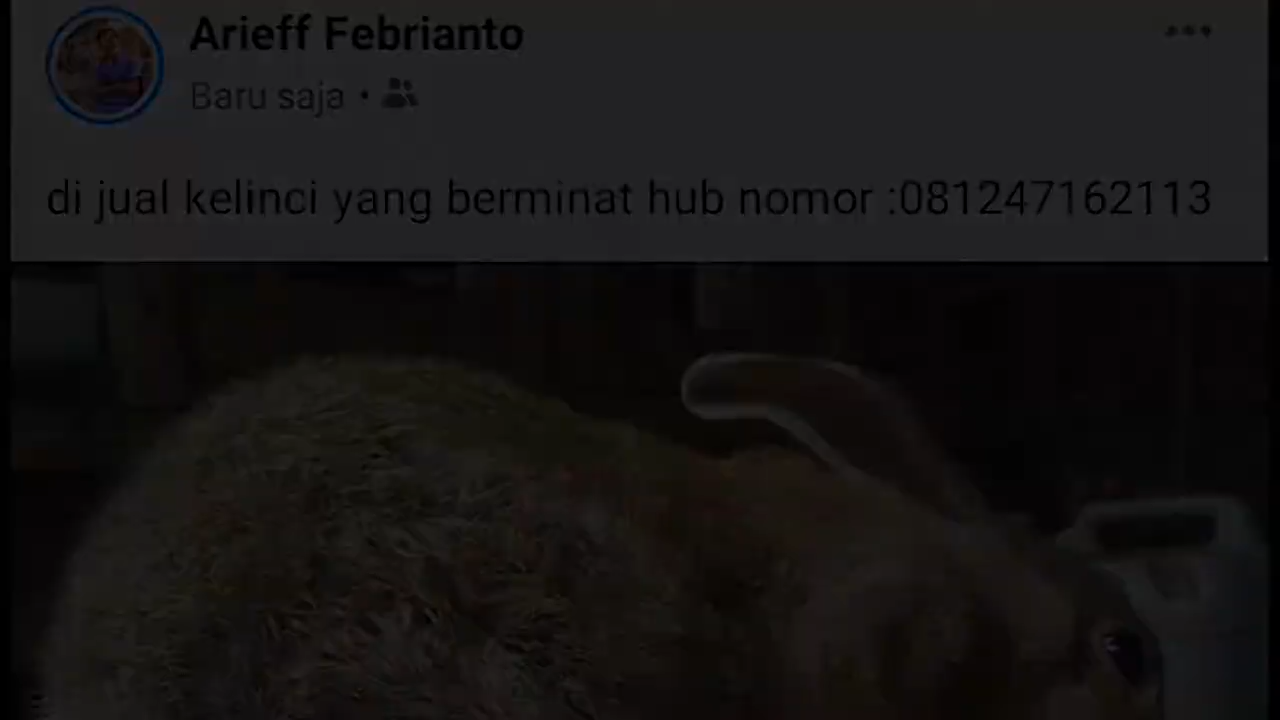 Arieff Febrianto
Baru saja
di jual kelinci yang berminat hub nomor :081247162113